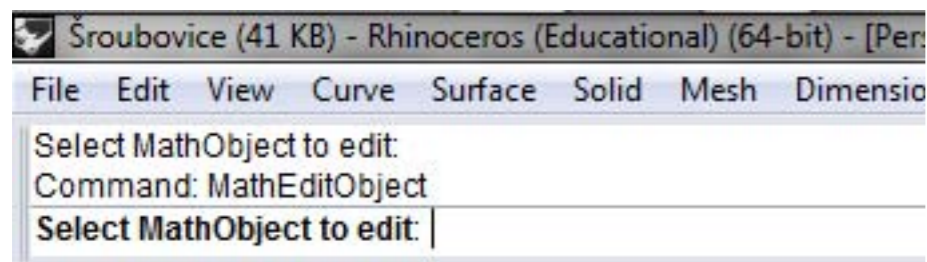 Šroubovice (41 KB) - Rhinoceros (Educational) (64-bit) - [Pers
File Edit View Curve Surface Solid Mesh Dimensio
Select MathObject to edit:
Command: MathEditObject
Select MathObject to edit: